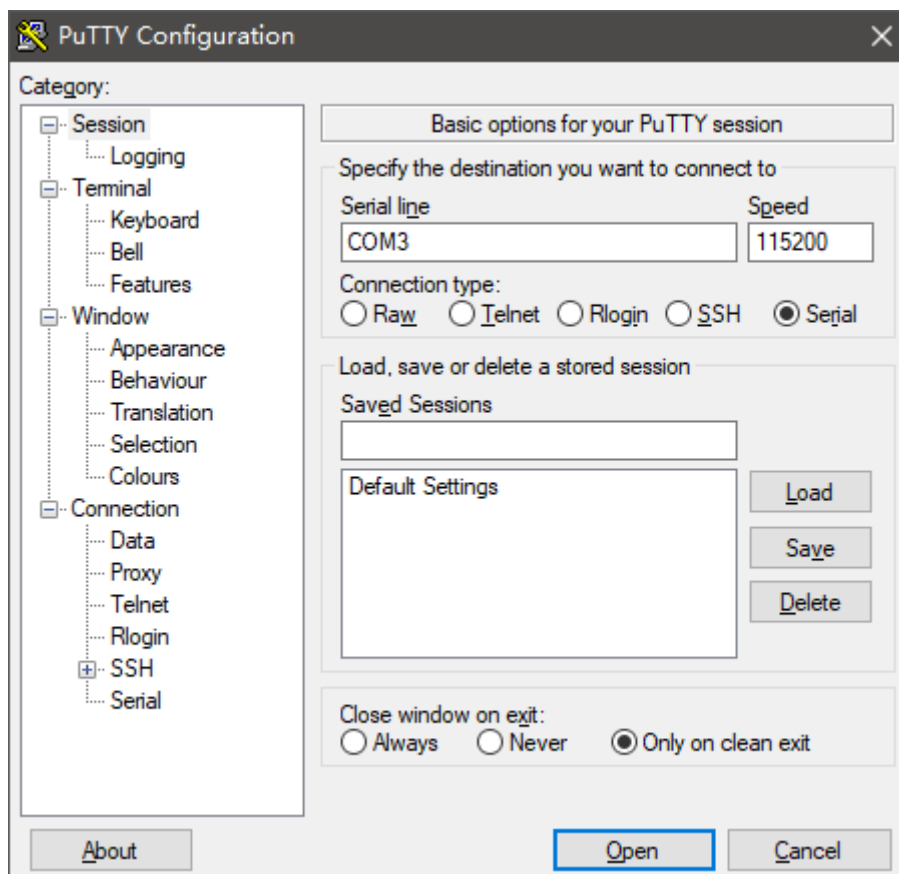 PuTTY Configuration
Category:
Session
Logging
Terminal
Keyboard
Bell
Features
Window
Appearance
Behaviour
Translation
Selection
Colours
Connection
Data
Proxy
Telnet
Rlogin
SSH
Serial
Basic options for your PuTTY session
Specify the destination you want to connect to
Serial line Speed
COM3 115200
Connection type:
Raw Telnet Rlogin SSH Serial
Load, save or delete a stored session
Saved Sessions
Default Settings
Load
Save
Delete
Close window on exit:
Always Never Only on clean exit
About Open Cancel